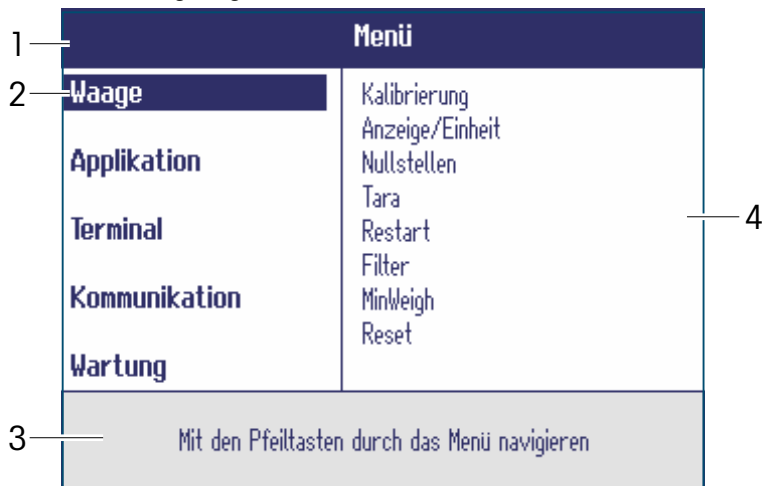 1
Menü
2
Waage
Applikation
Terminal
Kommunikation
Wartung
Kalibrierung
Anzeige/Einheit
Nullstellen
Tara
Restart
Filter
MinWeigh
Reset
4
3
Mit den Pfeiltasten durch das Menü navigieren